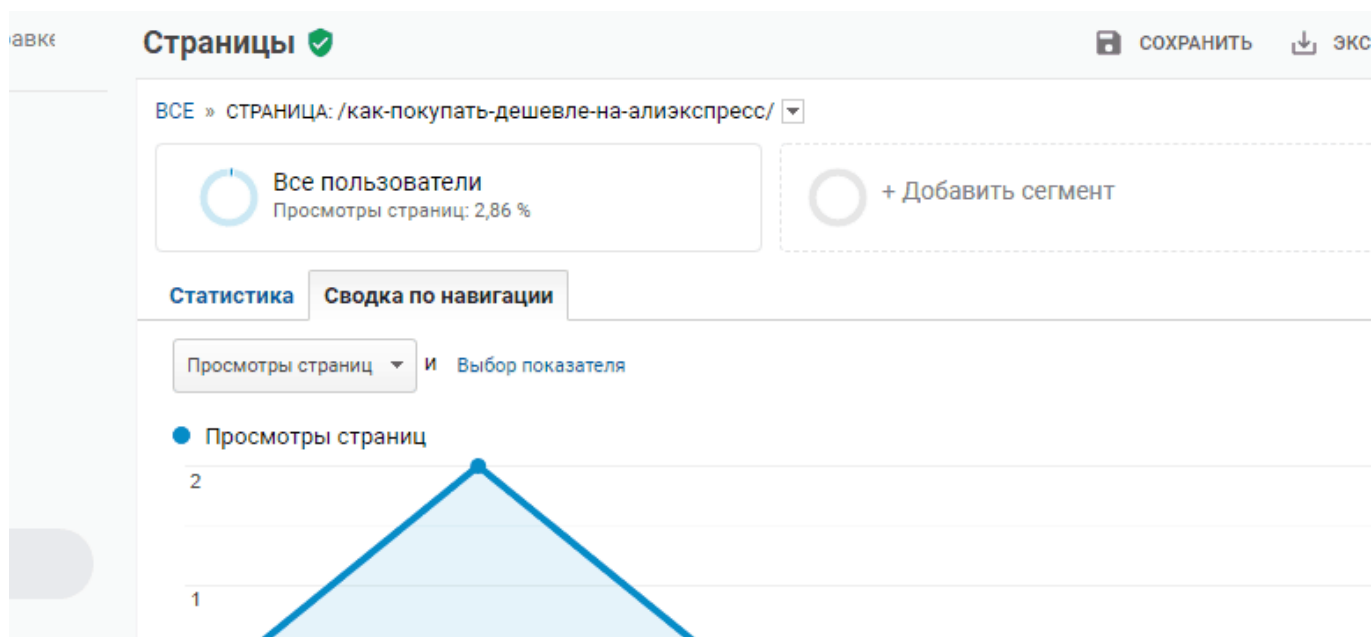 Страницы СОХРАНИТЬ
ВСЕ » СТРАНИЦА: /как-покупать-дешевле-на-алиэкспресс/
Все пользователи
Просмотры страниц: 2,86 %
+ Добавить сегмент
Статистика Сводка по навигации
Просмотры страниц и Выбор показателя
Просмотры страниц
2
1